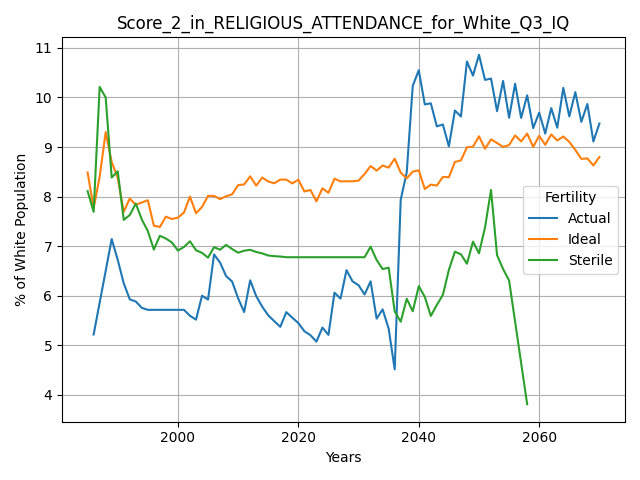 Score_2_in_RELIGIOUS_ATTENDANCE_for_White_Q3_IQ
% of White Population
11
10
9
8
7
6
5
4
Fertility
Actual
Ideal
Sterile
2000 2020 2040 2060
Years